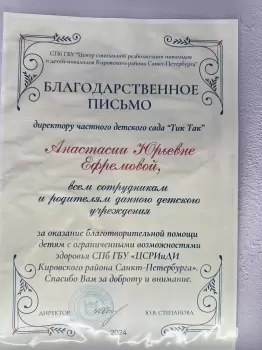 СПб ГБУ "Центр социальной реабилитации инвалидов
и детей-инвалидов Кировского района Санкт-Петербурга"
БЛАГОДАРСТВЕННОЕ
ПИСЬМО
директору частного детского сада "Тик Так"
Анастасии Юрьевне
Ефремовой,
всем сотрудникам
и родителям данного детского
учреждения
за оказание благотворительной помощи
детям с ограниченными возможностями
здоровья СПб ГБУ «ЦСРИиДИ
Кировского района Санкт-Петербурга».
Спасибо Вам за доброту и внимание.
ДИРЕКТОР Ю.В. СТЕПАНОВА
2024